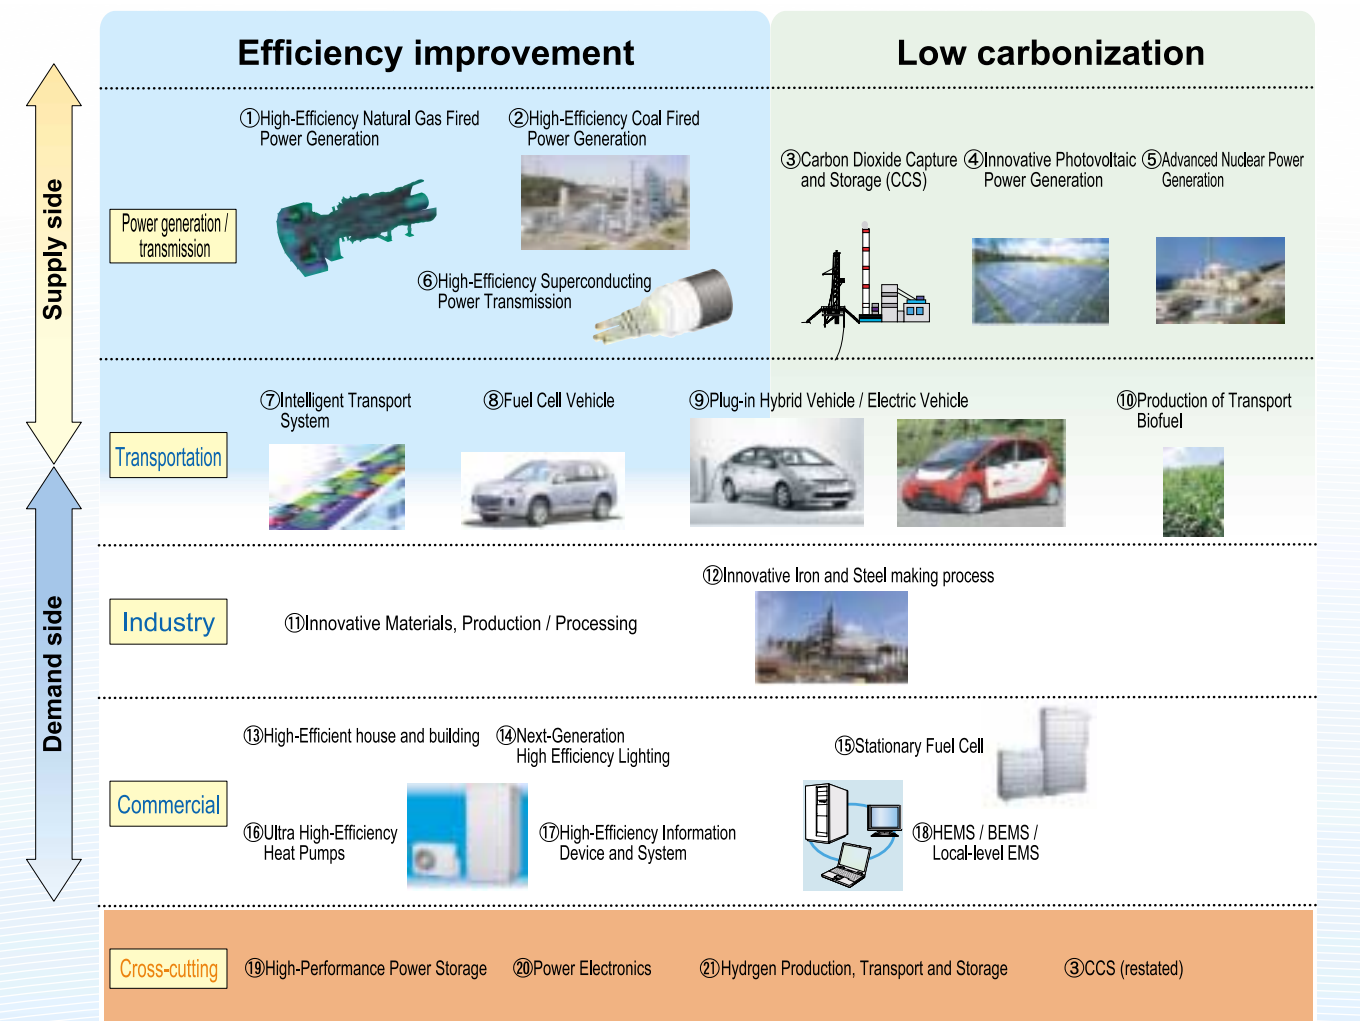 Efficiency improvement
Low carbonization
Supply side
Demand side
Power generation /
transmission
①High-Efficiency Natural Gas Fired
Power Generation
②High-Efficiency Coal Fired
Power Generation
③Carbon Dioxide Capture
and Storage (CCS)
④Innovative Photovoltaic
Power Generation
⑤Advanced Nuclear Power
Generation
⑥High-Efficiency Superconducting
Power Transmission
Transportation
⑦Intelligent Transport
System
⑧Fuel Cell Vehicle
⑨Plug-in Hybrid Vehicle / Electric Vehicle
⑩Production of Transport
Biofuel
Industry
⑪Innovative Materials, Production / Processing
⑫Innovative Iron and Steel making process
Commercial
⑬High-Efficient house and building
⑭Next-Generation
High Efficiency Lighting
⑮Stationary Fuel Cell
⑯Ultra High-Efficiency
Heat Pumps
⑰High-Efficiency Information
Device and System
⑱HEMS / BEMS /
Local-level EMS
Cross-cutting
⑲High-Performance Power Storage
⑳Power Electronics
㉑Hydrgen Production, Transport and Storage
③CCS (restated)